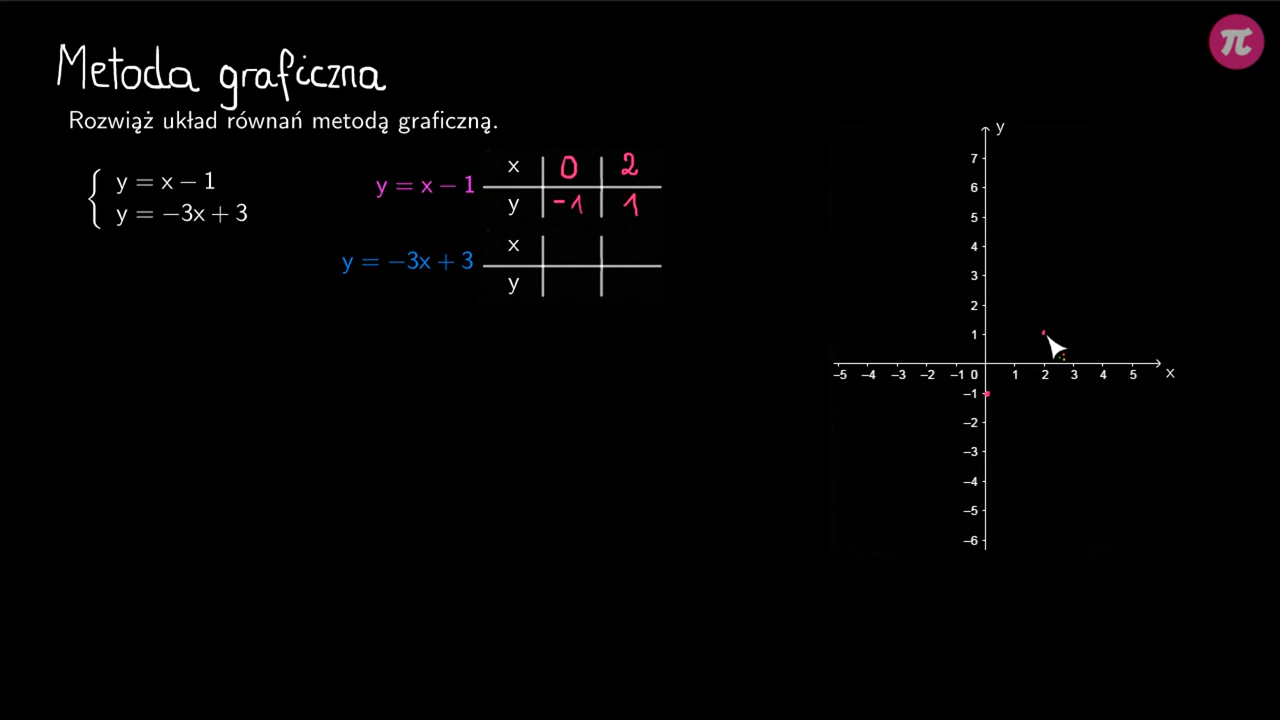 π
Metoda graficzna
Rozwiąż układ równań metodą graficzną.
y = x − 1
y = −3x + 3
y = x − 1
x 0 2
y -1 1
y = −3x + 3
x
y
y
7
6
5
4
3
2
1
−5 −4 −3 −2 −1 0 1 2 3 4 5 x
−1
−2
−3
−4
−5
−6